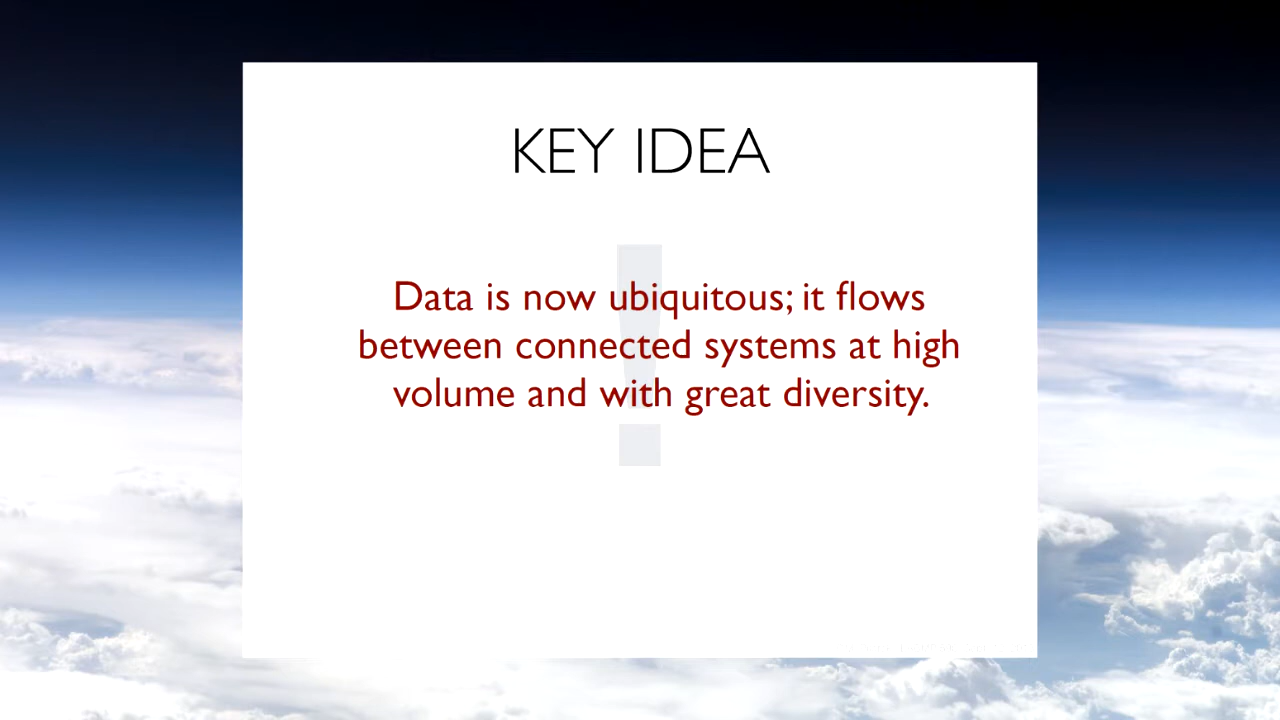 KEY IDEA
Data is now ubiquitous; it flows
between connected systems at high
volume and with great diversity.
!